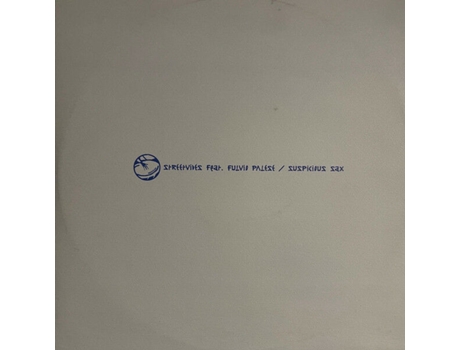 STREETVIBES FEAT. FULVIO PALESE / SUSPICIOUS SAX